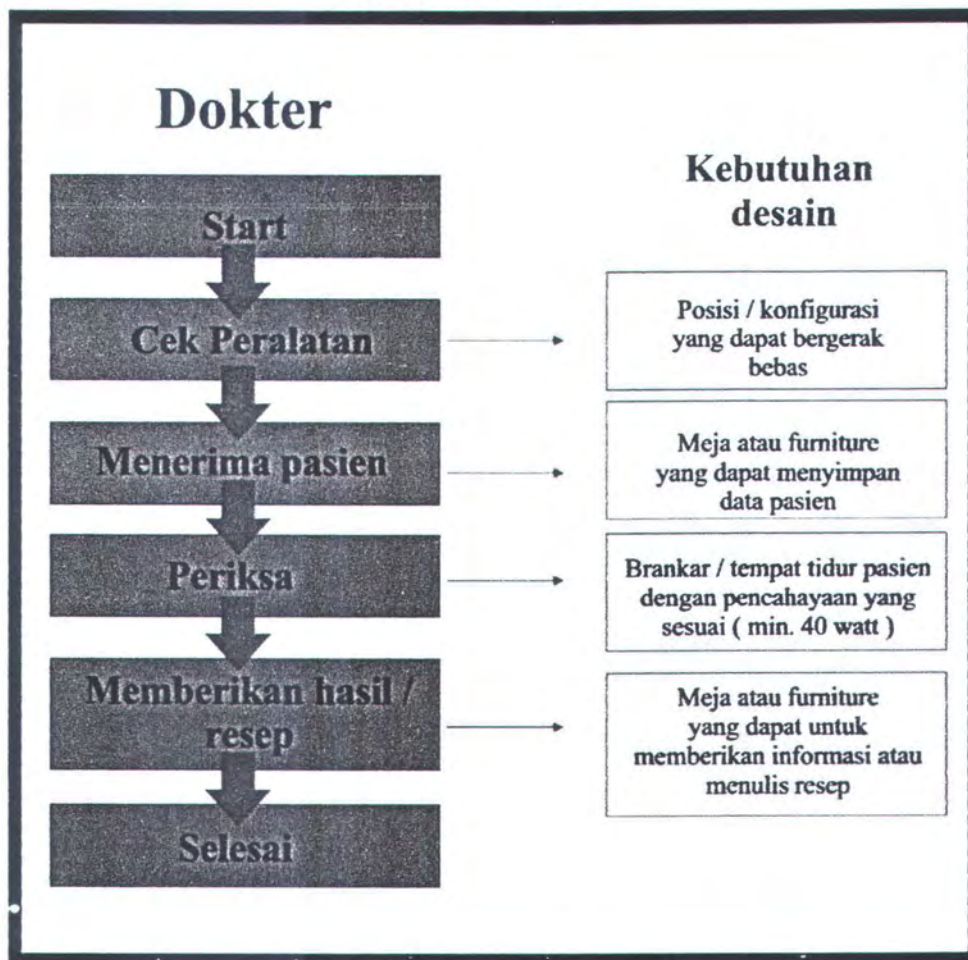 Dokter
Start
Cek Peralatan
Menerima pasien
Periksa
Memberikan hasil /
resep
Selesai
Kebutuhan
desain
Posisi / konfigurasi
yang dapat bergerak
bebas
Meja atau furniture
yang dapat menyimpan
data pasien
Brankar / tempat tidur pasien
dengan pencahayaan yang
sesuai ( min. 40 watt )
Meja atau furniture
yang dapat untuk
memberikan informasi atau
menulis resep